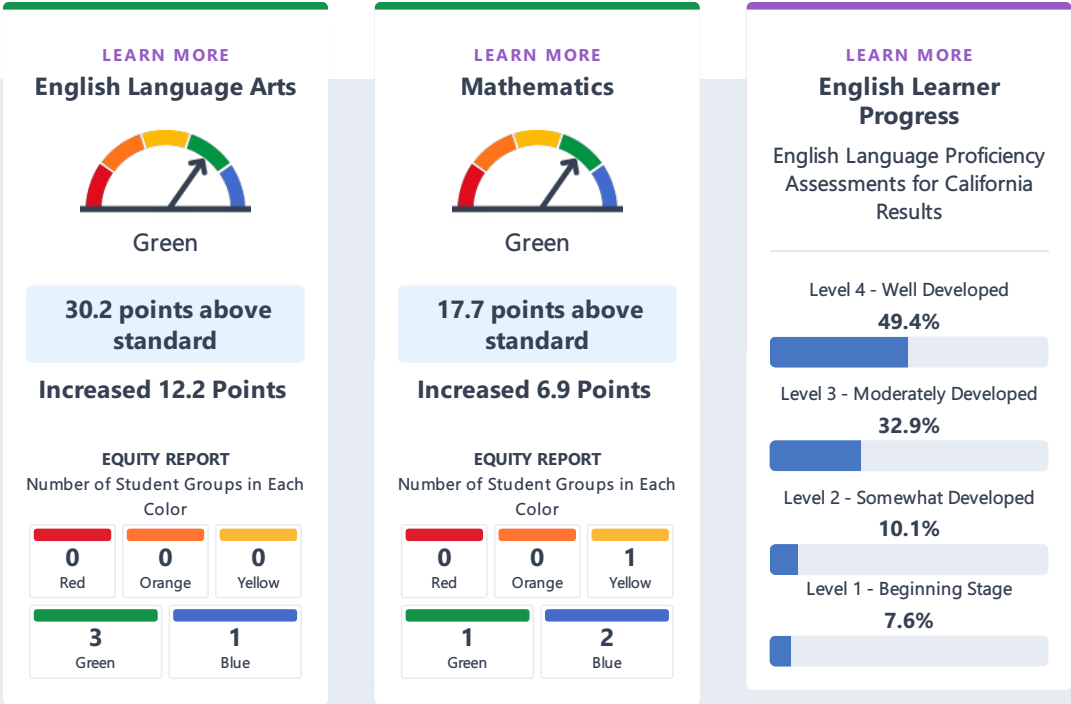 LEARN MORE
English Language Arts
Green
30.2 points above
standard
Increased 12.2 Points
EQUITY REPORT
Number of Student Groups in Each
Color
0
Red
0
Orange
0
Yellow
3
Green
1
Blue
LEARN MORE
Mathematics
Green
17.7 points above
standard
Increased 6.9 Points
EQUITY REPORT
Number of Student Groups in Each
Color
0
Red
0
Orange
1
Yellow
1
Green
2
Blue
LEARN MORE
English Learner
Progress
English Language Proficiency
Assessments for California
Results
Level 4 - Well Developed
49.4%
Level 3 - Moderately Developed
32.9%
Level 2 - Somewhat Developed
10.1%
Level 1 - Beginning Stage
7.6%